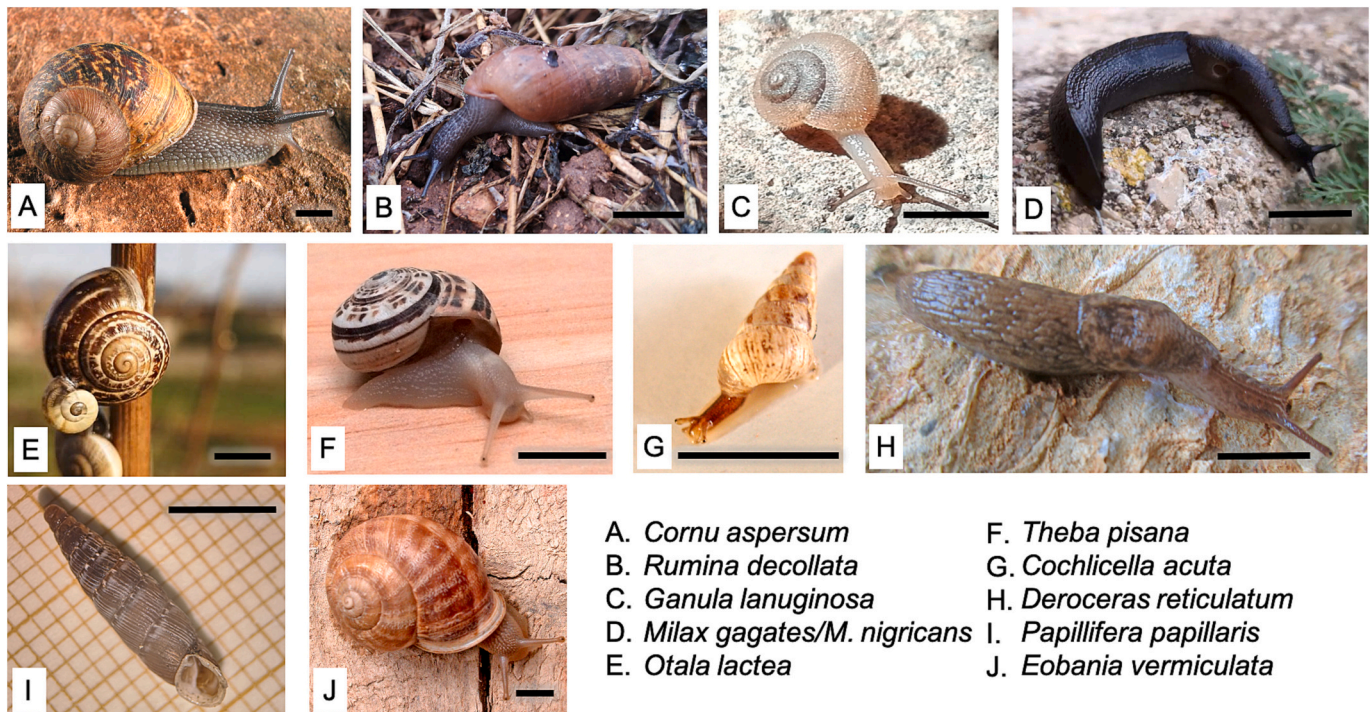 A
B
C
D
E
F
G
H
I
J
A. Cornu aspersum
B. Rumina decollata
C. Ganula lanuginosa
D. Milax gagates/M. nigricans
E. Otala lactea
F. Theba pisana
G. Cochlicella acuta
H. Deroceras reticulatum
I. Papillifera papillaris
J. Eobania vermiculata